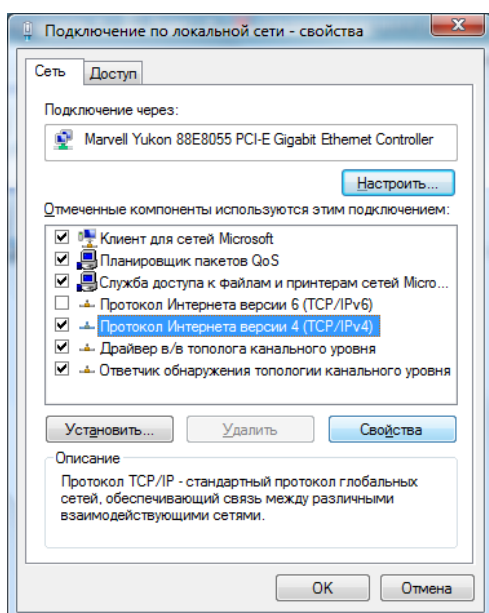 Подключение по локальной сети - свойства
Сеть
Доступ
Подключение через:
Marvell Yukon 88E8055 PCI-E Gigabit Ethernet Controller
Настроить...
Отмеченные компоненты используются этим подключением:
Клиент для сетей Microsoft
Планировщик пакетов QoS
Служба доступа к файлам и принтерам сетей Micro...
Протокол Интернета версии 6 (TCP/IPv6)
Протокол Интернета версии 4 (TCP/IPv4)
Драйвер в/в тополога канального уровня
Ответчик обнаружения топологии канального уровня
Установить...
Удалить
Свойства
Описание
Протокол TCP/IP - стандартный протокол глобальных
сетей, обеспечивающий связь между различными
взаимодействующими сетями.
OK
Отмена